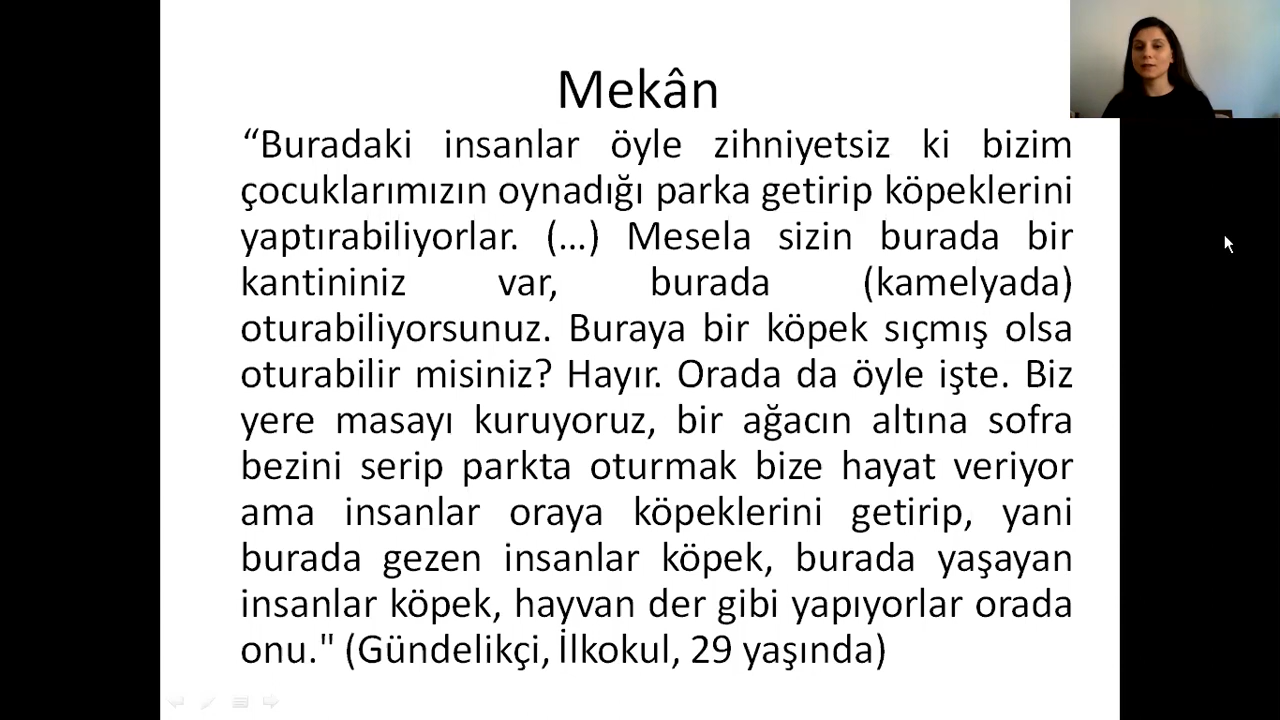 Mekân
“Buradaki insanlar öyle zihniyetsiz ki bizim
çocuklarımızın oynadığı parka getirip köpeklerini
yaptırabiliyorlar. (…) Mesela sizin burada bir
kantininiz var, burada (kamelyada)
oturabiliyorsunuz. Buraya bir köpek sıçmış olsa
oturabilir misiniz? Hayır. Orada da öyle işte. Biz
yere masayı kuruyoruz, bir ağacın altına sofra
bezini serip parkta oturmak bize hayat veriyor
ama insanlar oraya köpeklerini getirip, yani
burada gezen insanlar köpek, burada yaşayan
insanlar köpek, hayvan der gibi yapıyorlar orada
onu." (Gündelikçi, İlkokul, 29 yaşında)